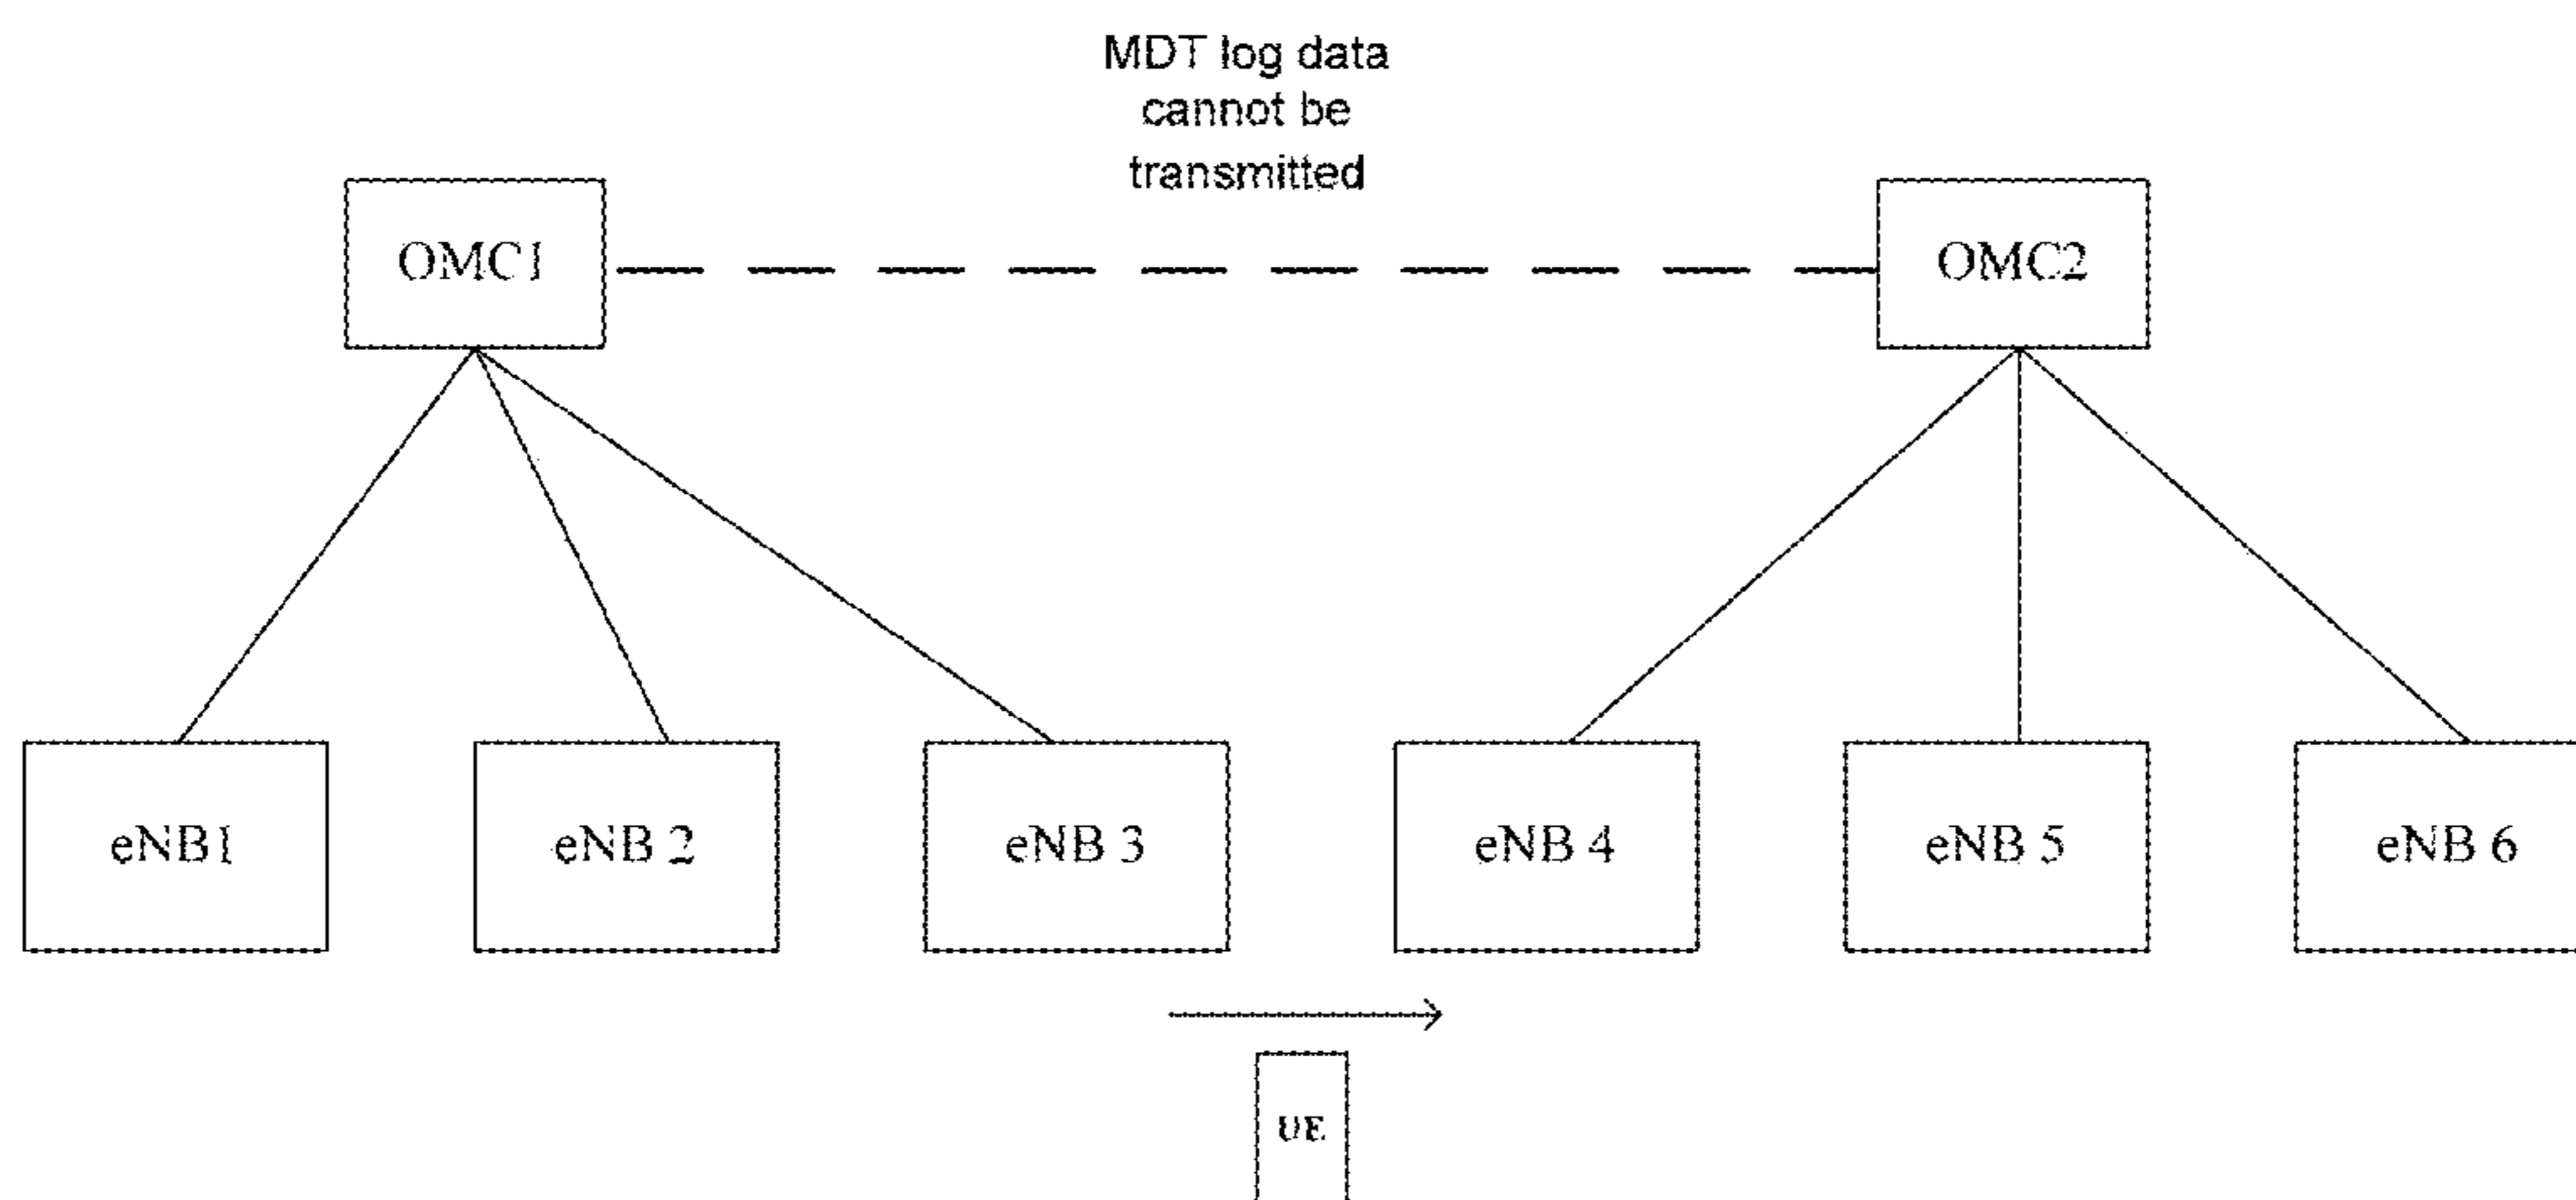 MDT log data
cannot be
transmitted
OMC1
OMC2
eNB1
eNB 2
eNB 3
eNB 4
eNB 5
eNB 6
UE